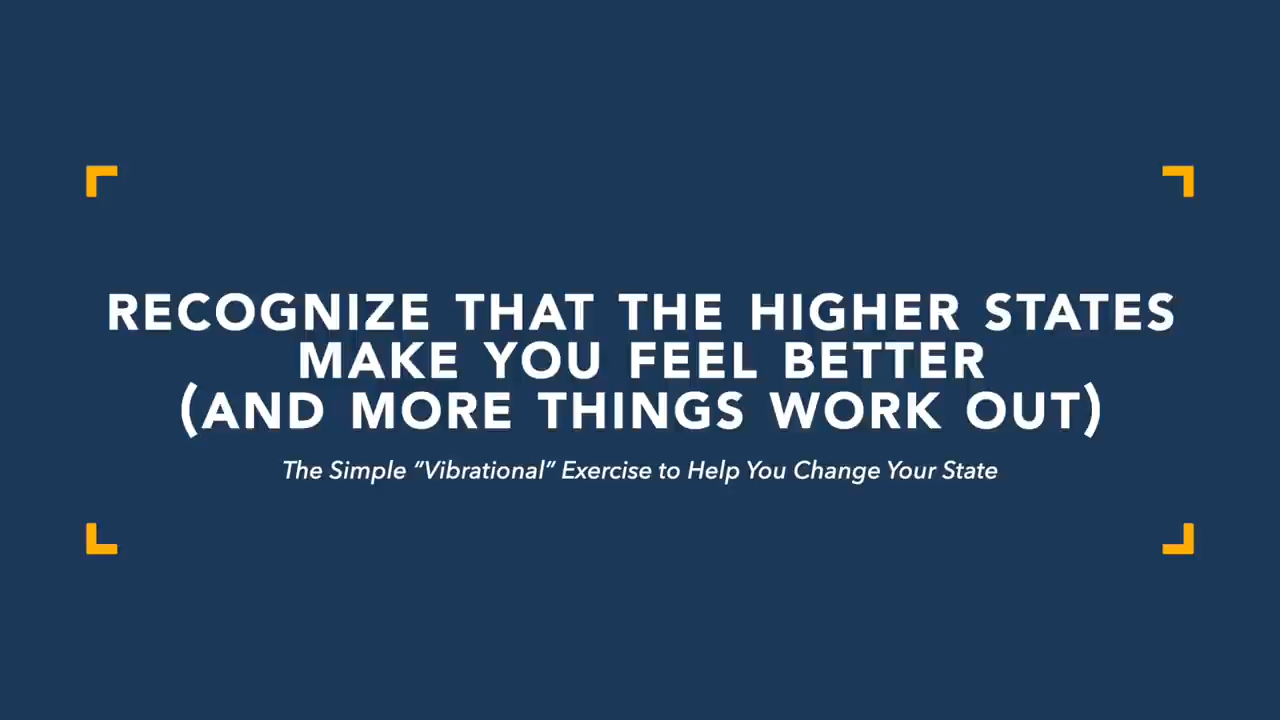 RECOGNIZE THAT THE HIGHER STATES
MAKE YOU FEEL BETTER
(AND MORE THINGS WORK OUT)
The Simple “Vibrational” Exercise to Help You Change Your State